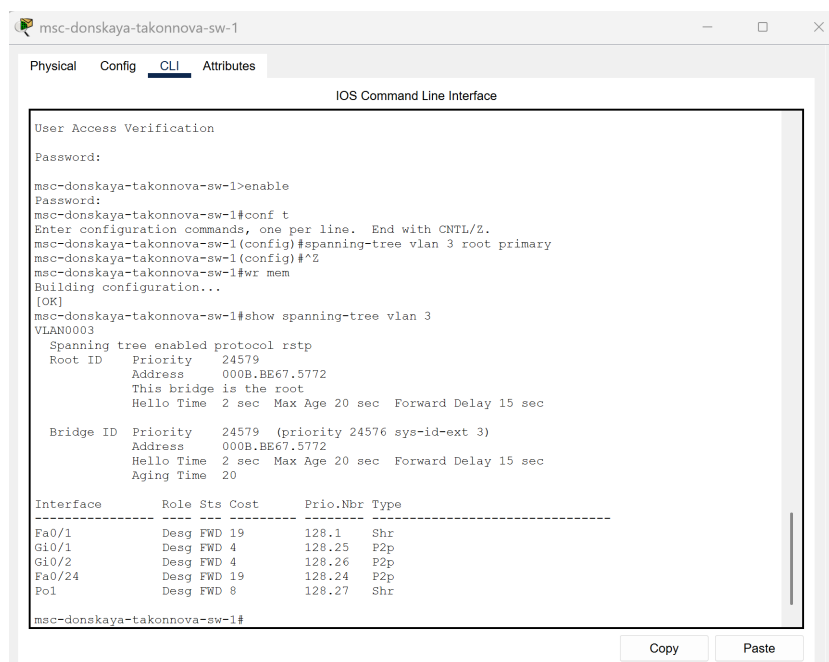 msc-donskaya-takonnova-sw-1
Physical Config CLI Attributes
IOS Command Line Interface
User Access Verification
Password:
msc-donskaya-takonnova-sw-1>enable
Password:
msc-donskaya-takonnova-sw-1#conf t
Enter configuration commands, one per line.  End with CNTL/Z.
msc-donskaya-takonnova-sw-1(config)#spanning-tree vlan 3 root primary
msc-donskaya-takonnova-sw-1(config)#^Z
msc-donskaya-takonnova-sw-1#wr mem
Building configuration...
[OK]
msc-donskaya-takonnova-sw-1#show spanning-tree vlan 3
VLAN0003
  Spanning tree enabled protocol rstp
  Root ID    Priority    24579
             Address     000B.BE67.5772
             This bridge is the root
             Hello Time  2 sec  Max Age 20 sec  Forward Delay 15 sec
  Bridge ID  Priority    24579  (priority 24576 sys-id-ext 3)
             Address     000B.BE67.5772
             Hello Time  2 sec  Max Age 20 sec  Forward Delay 15 sec
             Aging Time  20
Interface        Role Sts Cost      Prio.Nbr Type
---------------- ---- --- --------- -------- --------------------------------
Fa0/1            Desg FWD 19        128.1    Shr
Gi0/1            Desg FWD 4         128.25   P2p
Gi0/2            Desg FWD 4         128.26   P2p
Fa0/24           Desg FWD 19        128.24   P2p
Po1              Desg FWD 8         128.27   Shr
msc-donskaya-takonnova-sw-1#
Copy Paste